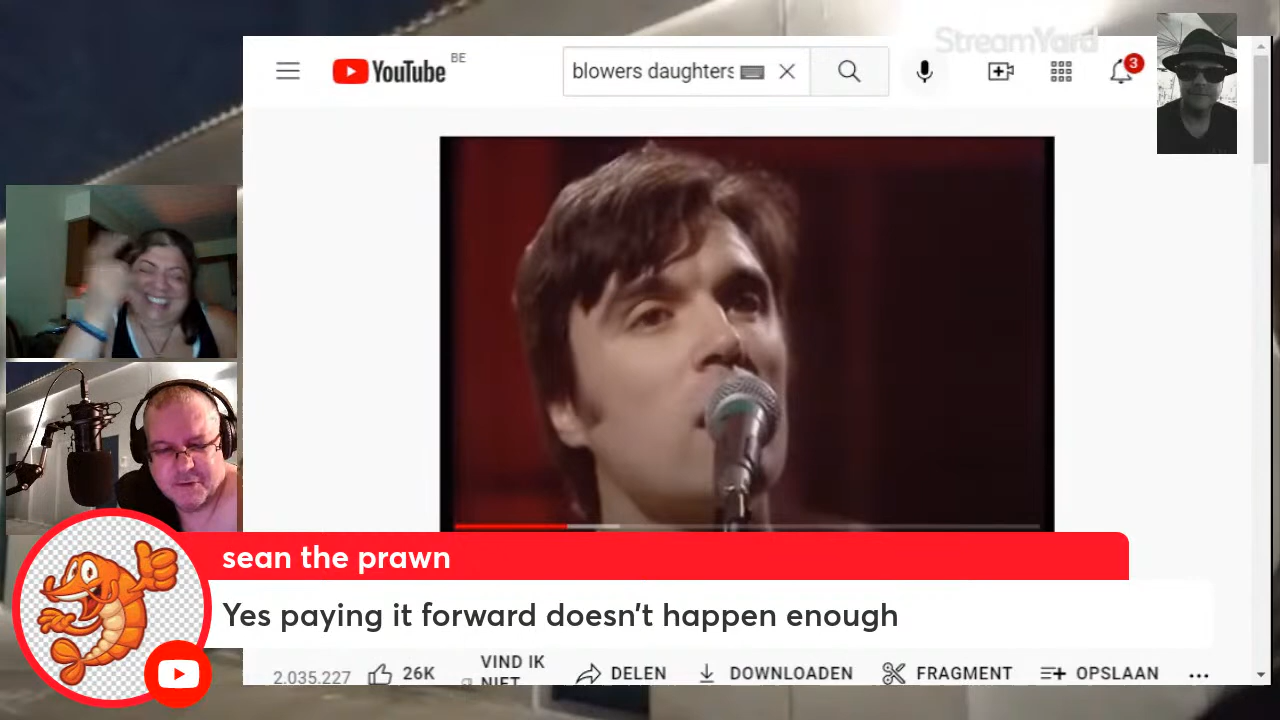 StreamYard
YouTube BE
blowers daughters
3
sean the prawn
Yes paying it forward doesn't happen enough
2.035.227
26K
VIND IK
NIET
DELEN
DOWNLOADEN
FRAGMENT
OPSLAAN